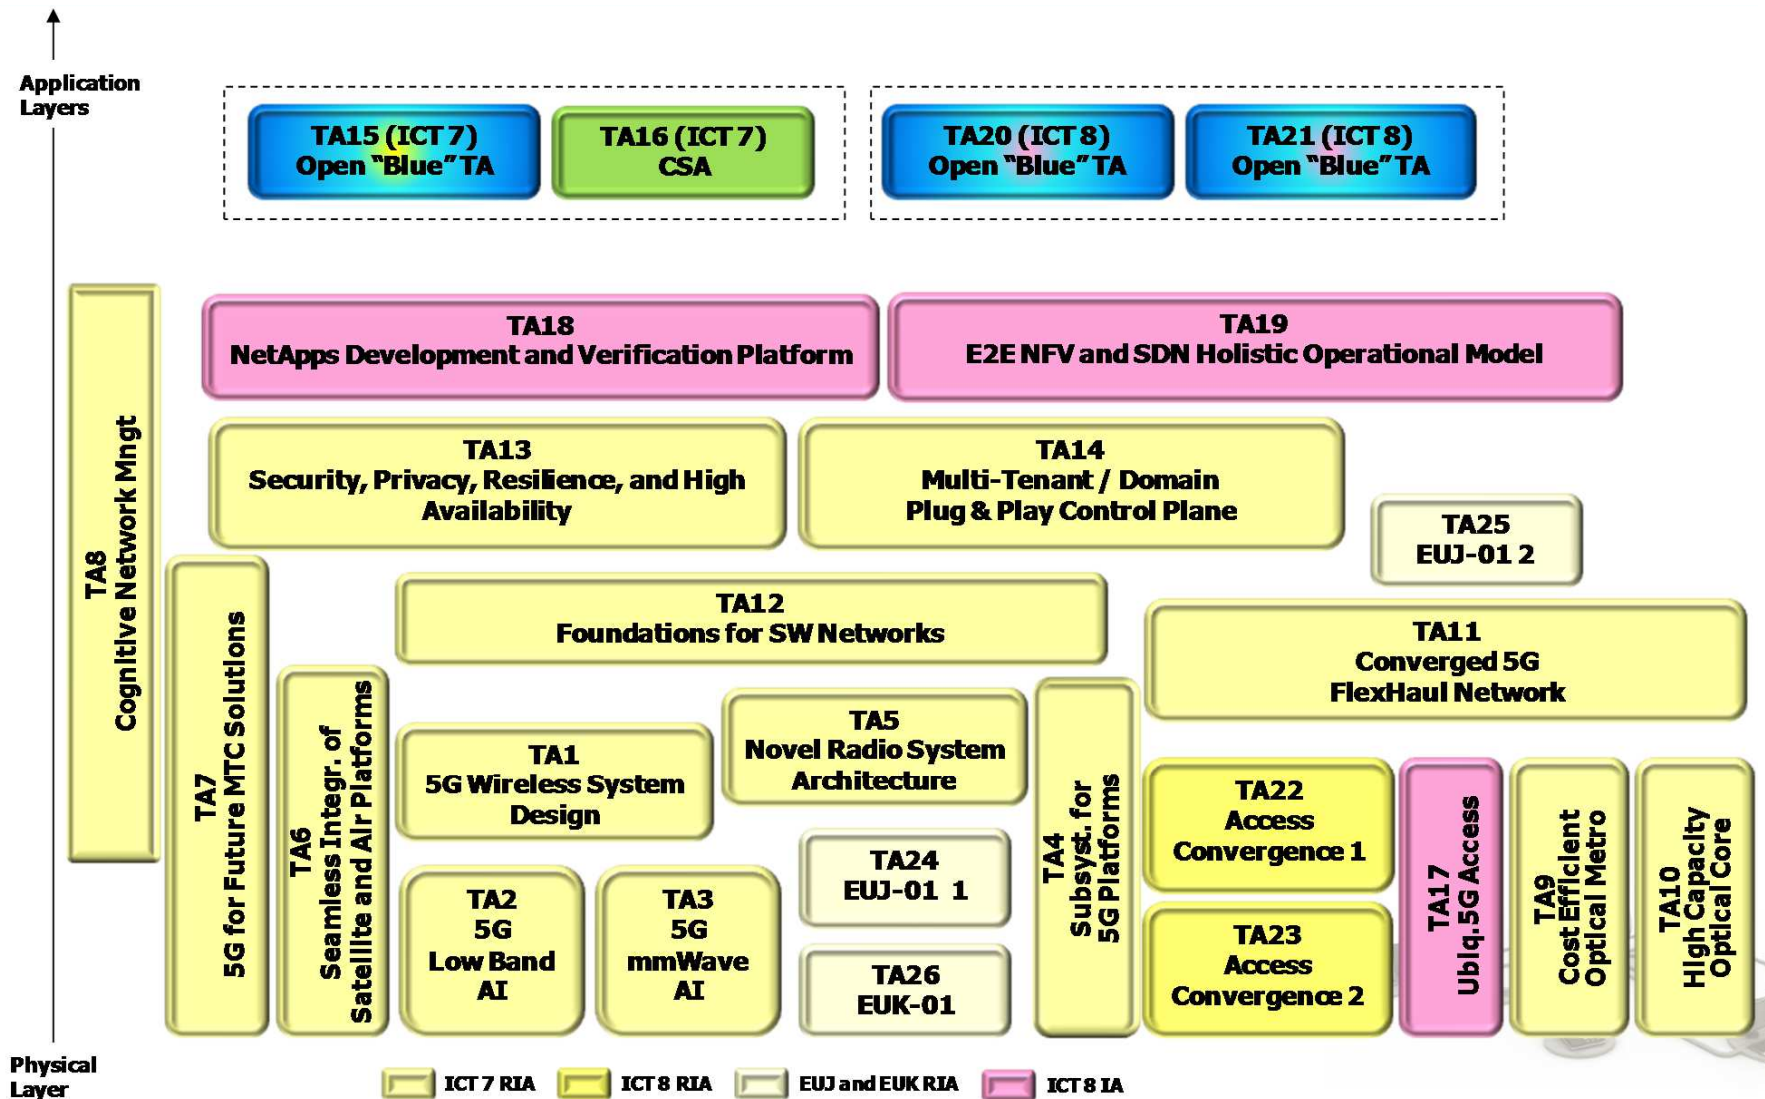 Application
Layers
TA15 (ICT 7)
Open “Blue” TA
TA16 (ICT 7)
CSA
TA20 (ICT 8)
Open “Blue” TA
TA21 (ICT 8)
Open “Blue” TA
TA8
Cognitive Network Mngt
TA18
NetApps Development and Verification Platform
TA19
E2E NFV and SDN Holistic Operational Model
TA13
Security, Privacy, Resilience, and High
Availability
TA14
Multi-Tenant / Domain
Plug & Play Control Plane
TA25
EUJ-01 2
TA7
5G for Future MTC Solutions
TA12
Foundations for SW Networks
TA11
Converged 5G
FlexHaul Network
TA6
Seamless Integr. of
Satellite and Air Platforms
TA1
5G Wireless System
Design
TA5
Novel Radio System
Architecture
TA4
Subsyst. for
5G Platforms
TA22
Access
Convergence 1
TA17
Ubiq. 5G Access
TA9
Cost Efficient
Optical Metro
TA10
High Capacity
Optical Core
TA2
5G
Low Band
AI
TA3
5G
mmWave
AI
TA24
EUJ-01 1
TA26
EUK-01
TA23
Access
Convergence 2
Physical
Layer
ICT 7 RIA
ICT 8 RIA
EUJ and EUK RIA
ICT 8 IA